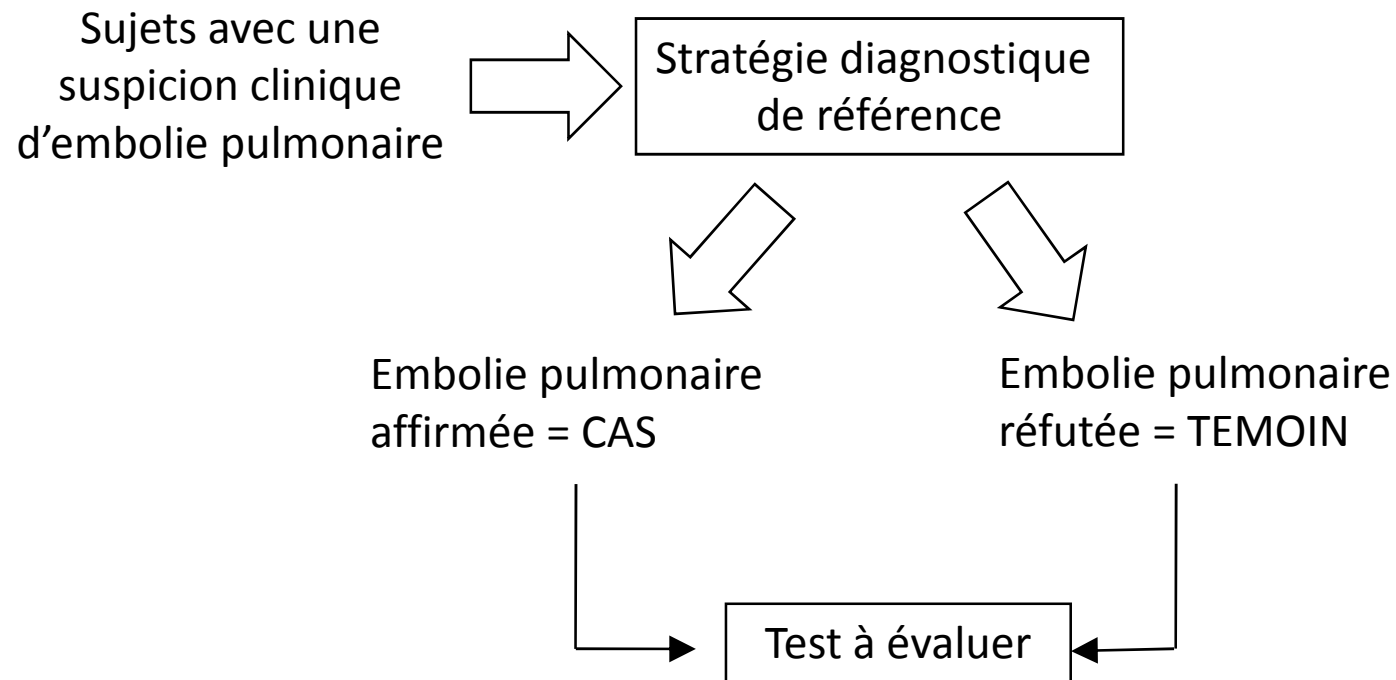 Sujets avec une
suspicion clinique
d’embolie pulmonaire
Stratégie diagnostique
de référence
Embolie pulmonaire
affirmée = CAS
Embolie pulmonaire
réfutée = TEMOIN
Test à évaluer